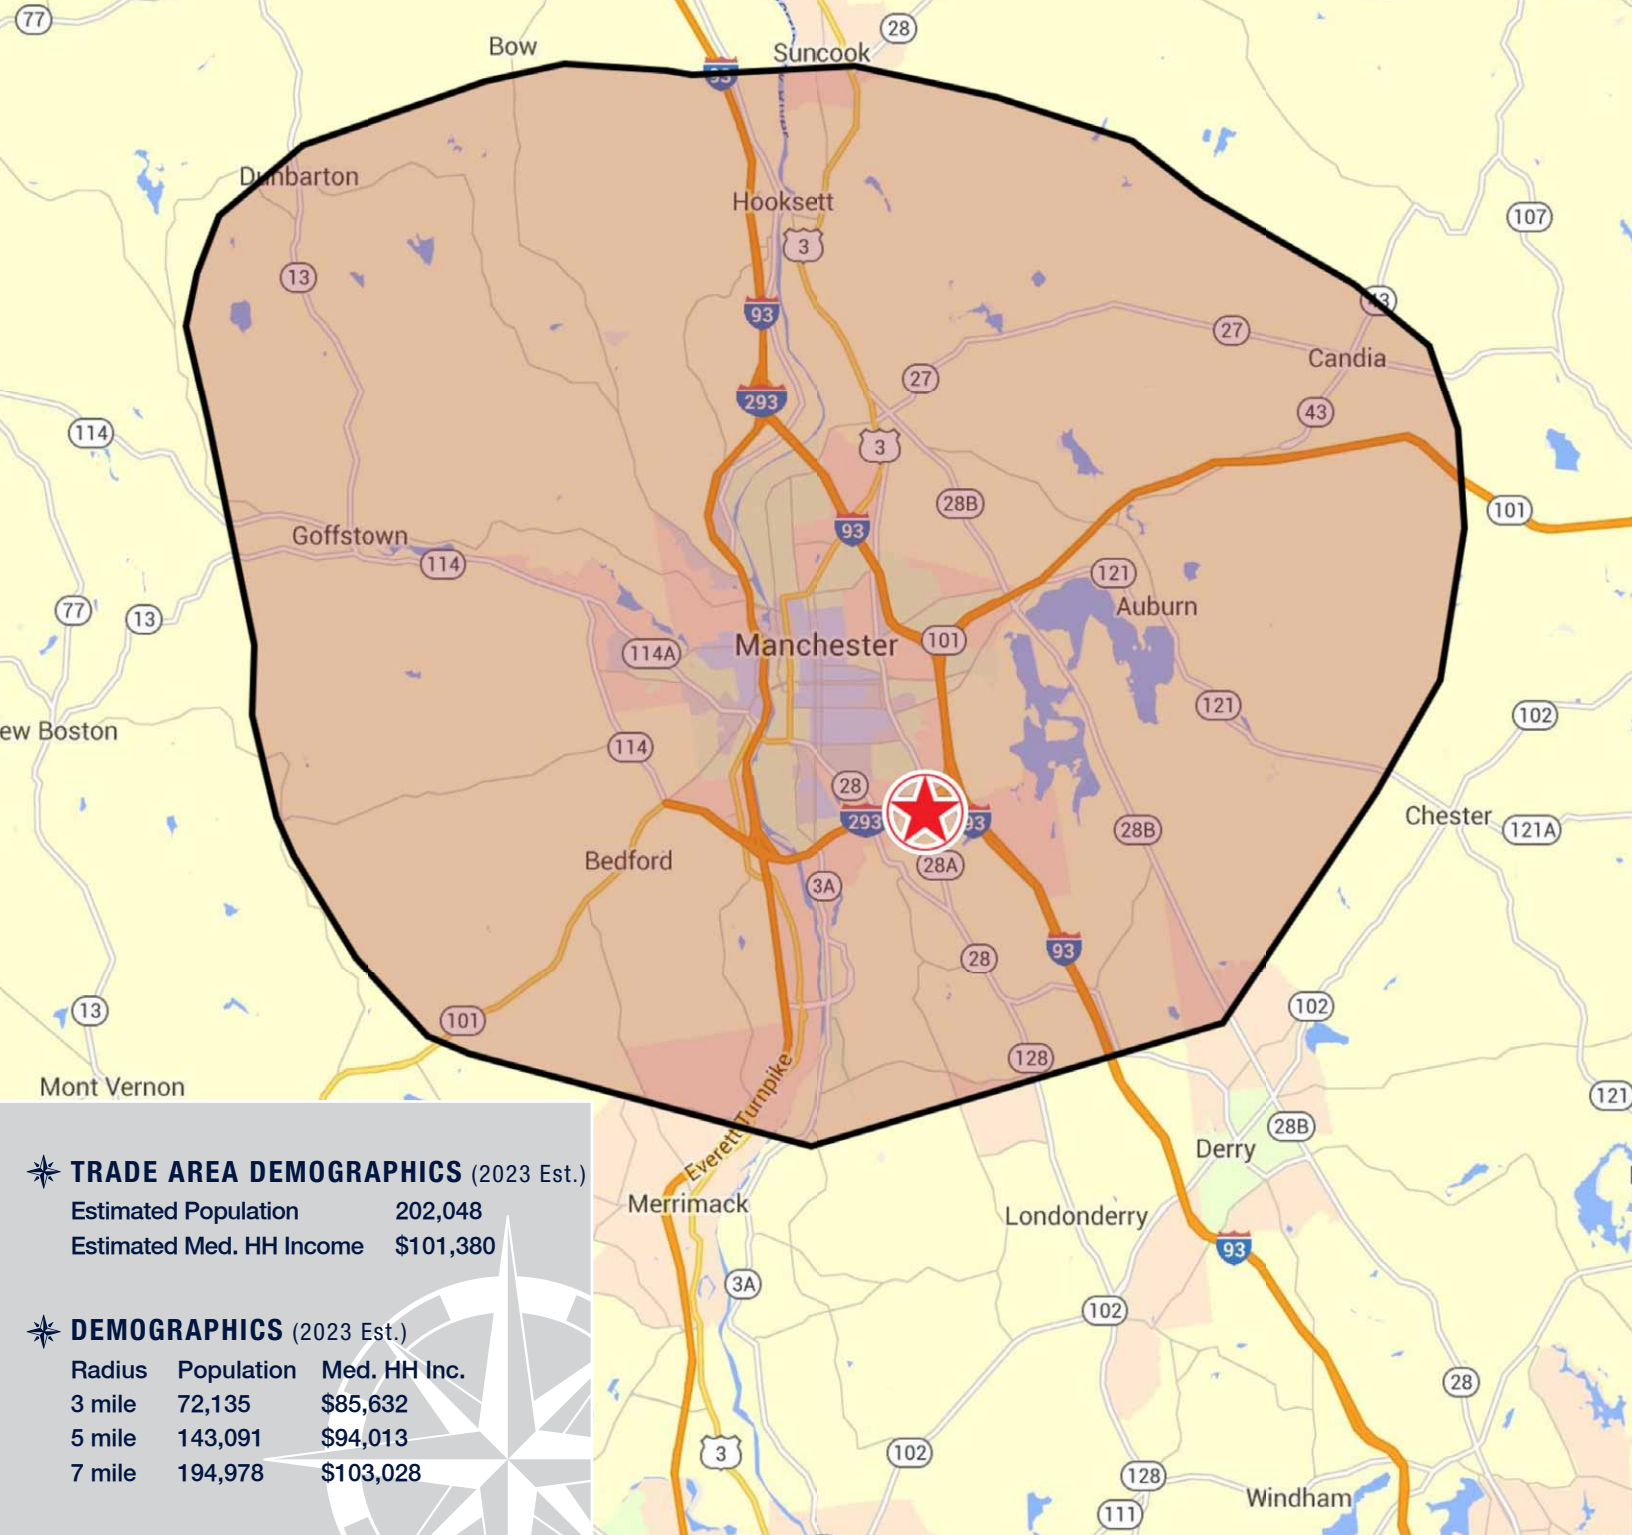 77
Bow
Suncook
28
93
Dunbarton
Hooksett
107
3
13
43
93
27
Candia
27
293
43
114
3
28B
101
93
Goffstown
114
121
Auburn
77
13
101
Manchester
114A
121
102
ew Boston
114
28
293
93
Chester
28B
121A
Bedford
28A
3A
93
28
13
102
101
128
Mont Vernon
121
Everett Turnpike
28B
Derry
Merrimack
Londonderry
93
3A
102
28
3
102
128
Windham
111
TRADE AREA DEMOGRAPHICS (2023 Est.)
Estimated Population 202,048
Estimated Med. HH Income $101,380
DEMOGRAPHICS (2023 Est.)
Radius Population Med. HH Inc.
3 mile 72,135 $85,632
5 mile 143,091 $94,013
7 mile 194,978 $103,028